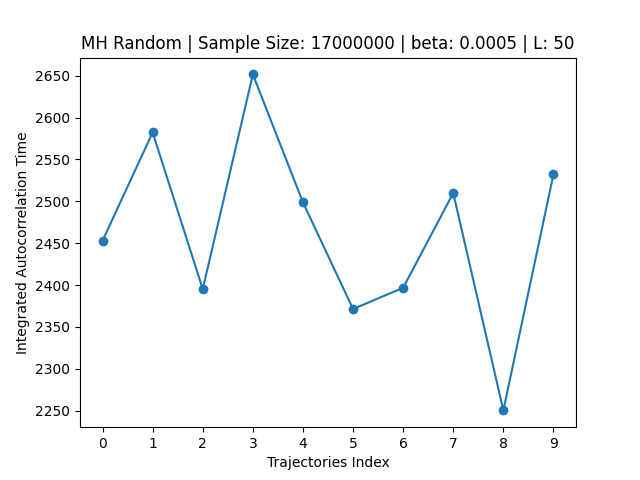 MH Random | Sample Size: 17000000 | beta: 0.0005 | L: 50
Integrated Autocorrelation Time
2650
2600
2550
2500
2450
2400
2350
2300
2250
0 1 2 3 4 5 6 7 8 9
Trajectories Index